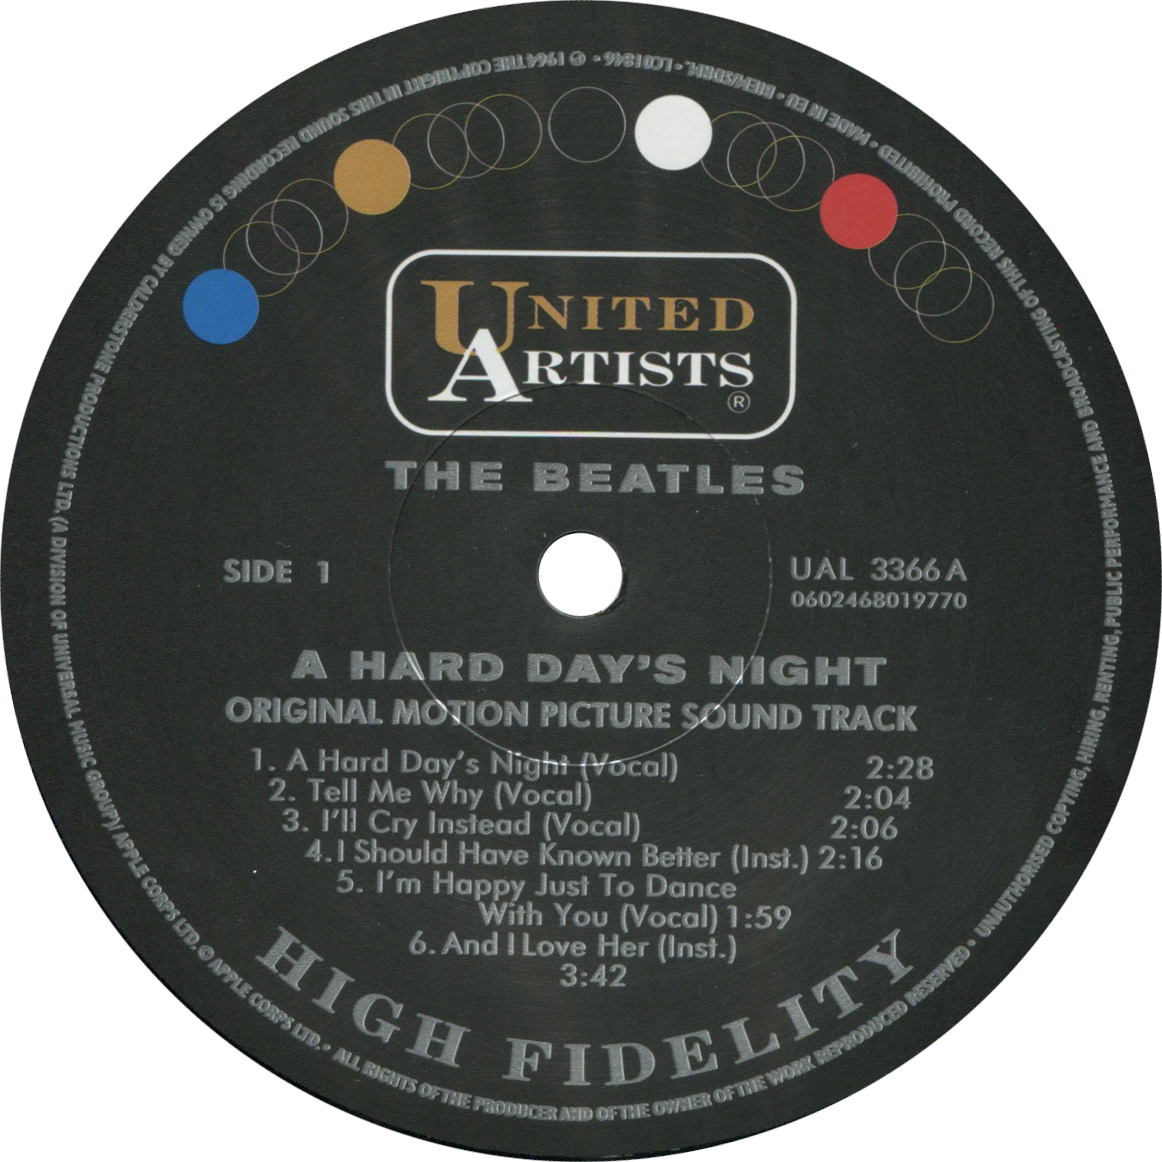 UNITED
ARTISTS
®
THE BEATLES
SIDE 1
UAL 3366 A
0602468019770
A HARD DAY'S NIGHT
ORIGINAL MOTION PICTURE SOUND TRACK
1. A Hard Day's Night (Vocal) 2:28
2. Tell Me Why (Vocal) 2:04
3. I'll Cry Instead (Vocal) 2:06
4. I Should Have Known Better (Inst.) 2:16
5. I'm Happy Just To Dance
With You (Vocal) 1:59
6. And I Love Her (Inst.)
3:42
HIGH FIDELITY
℗ 1964 THE COPYRIGHT IN THIS SOUND RECORDING IS OWNED BY CALDERSTONE PRODUCTIONS LTD. (A DIVISION OF UNIVERSAL MUSIC GROUP)/ APPLE CORPS LTD. © APPLE CORPS LTD. • ALL RIGHTS OF THE PRODUCER AND OF THE OWNER OF THE WORK REPRODUCED RESERVED • UNAUTHORISED COPYING, HIRING, RENTING, PUBLIC PERFORMANCE AND BROADCASTING OF THIS RECORD PROHIBITED • MADE IN EU • BIEM/SDRM. • LC01846 •